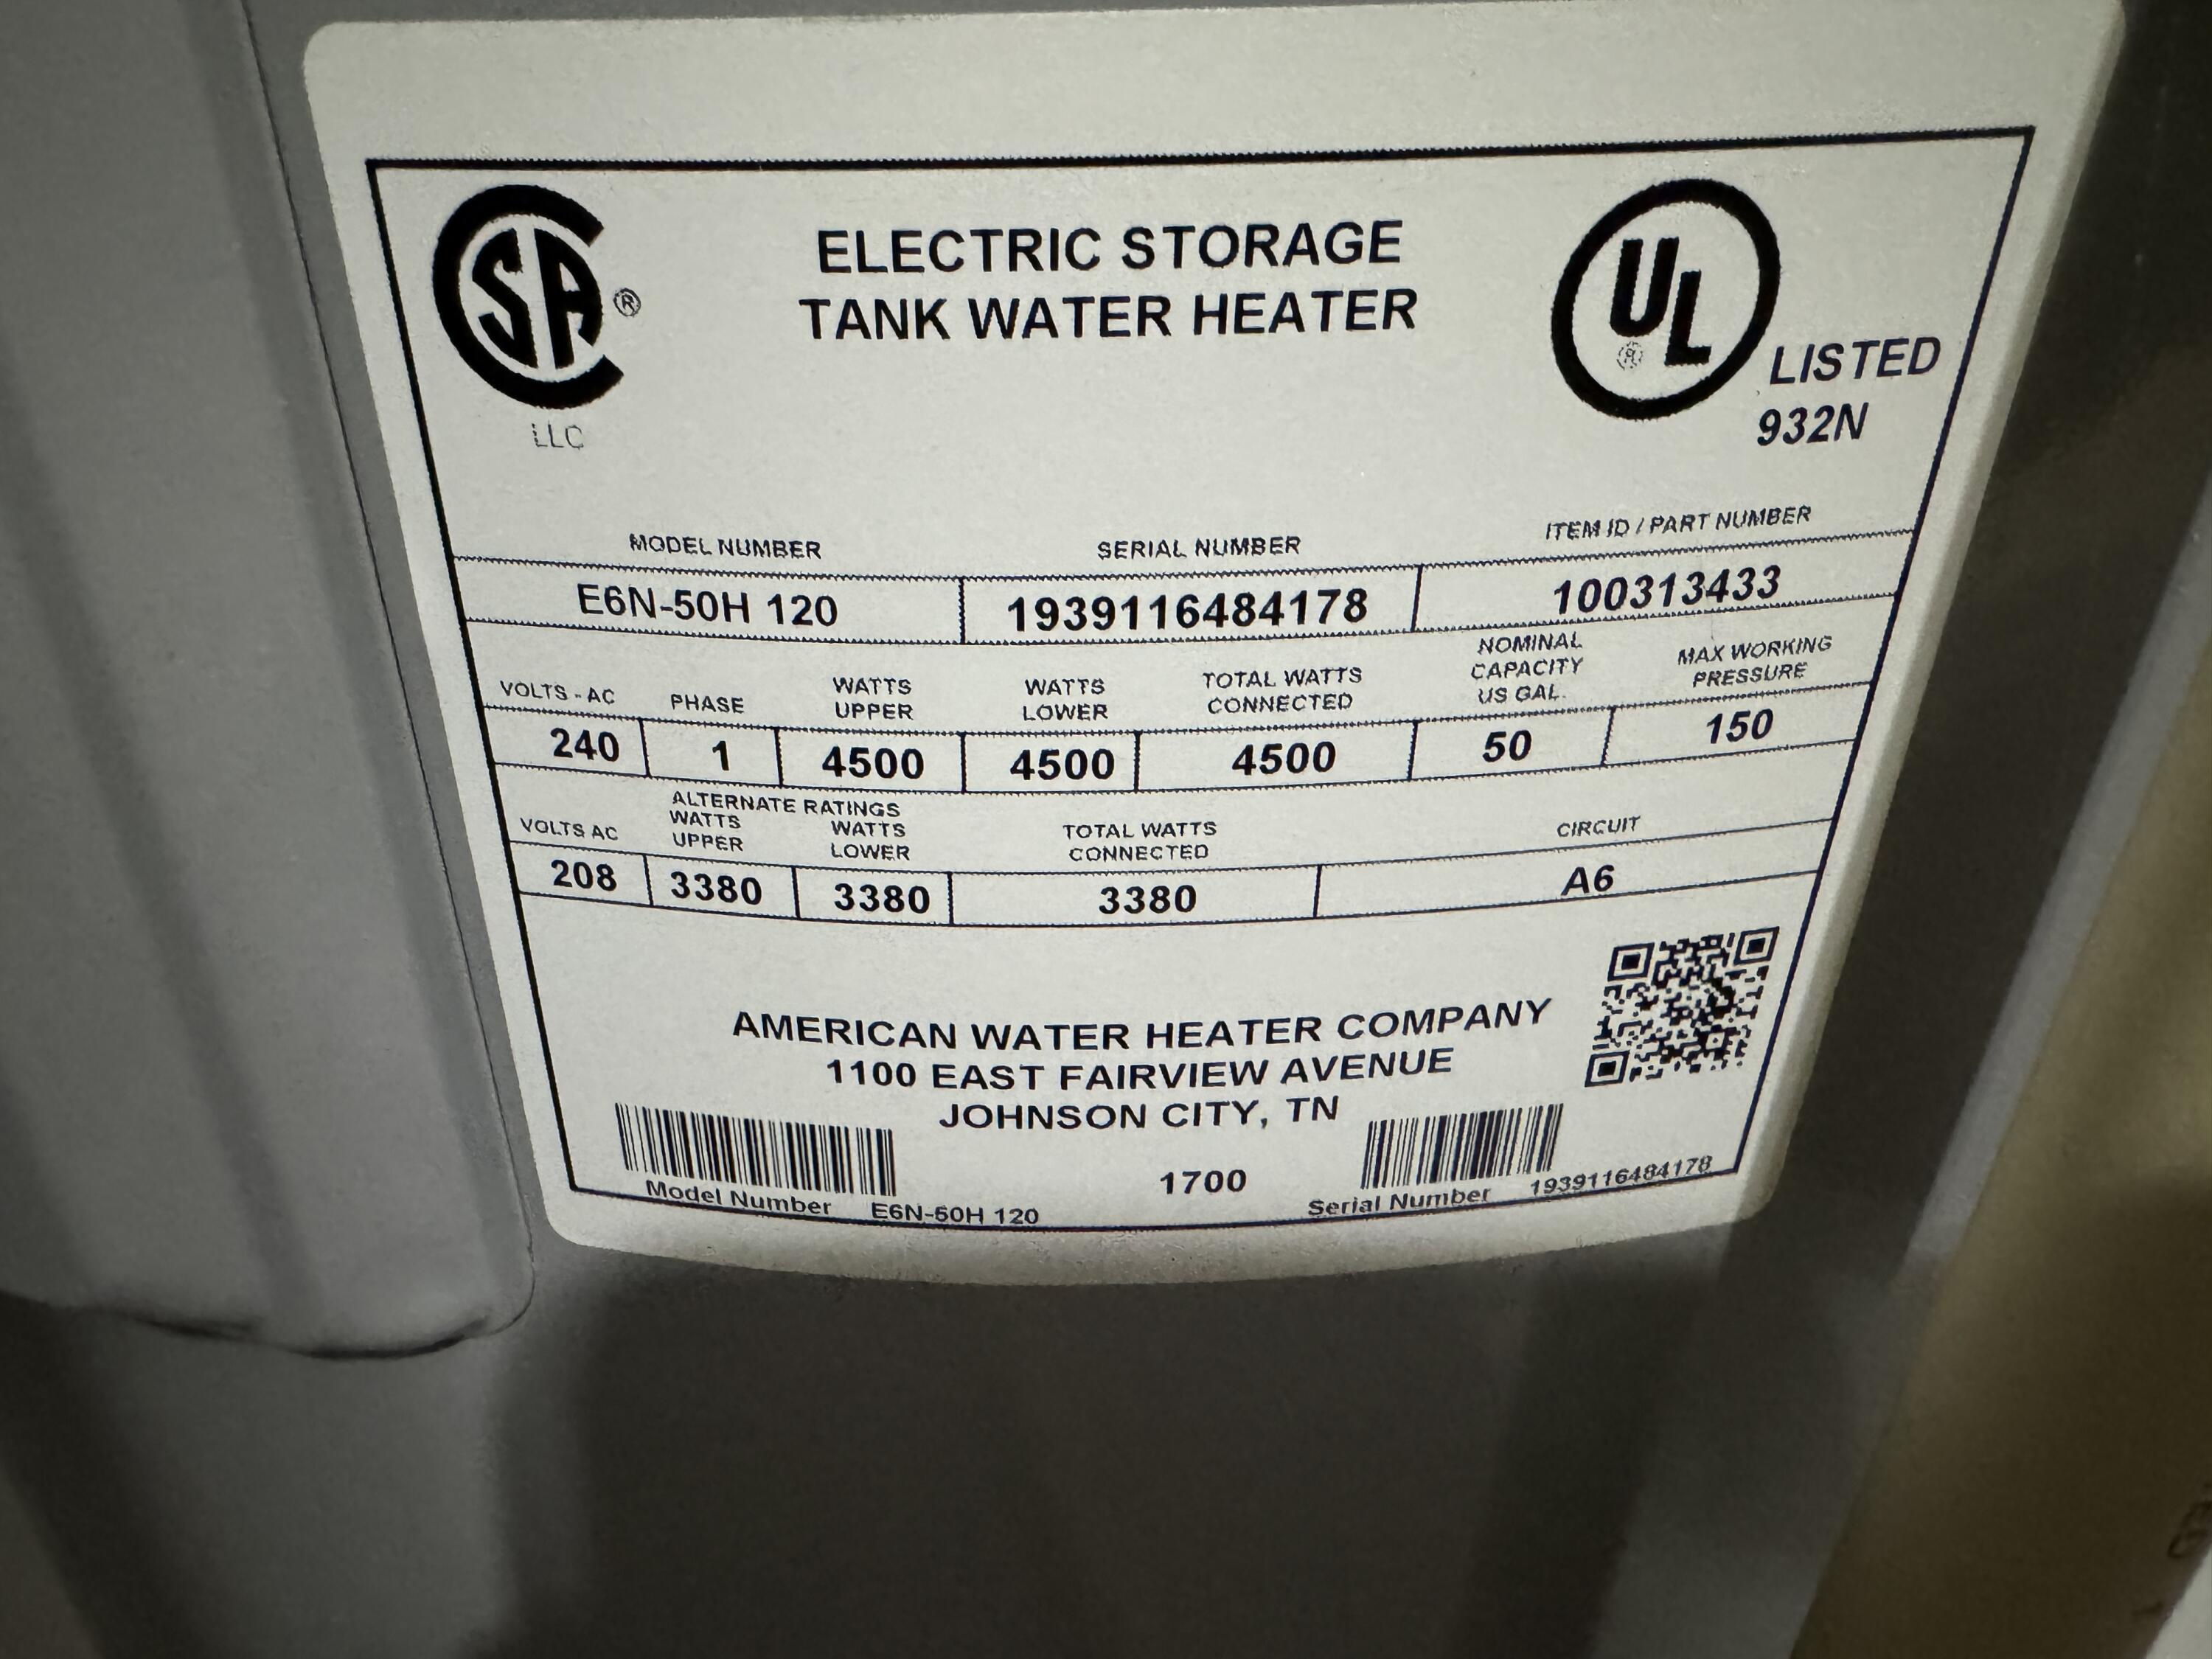 CSA ®
LLC
ELECTRIC STORAGE
TANK WATER HEATER
UL ®
LISTED
932N
MODEL NUMBER SERIAL NUMBER ITEM ID / PART NUMBER
E6N-50H 120 1939116484178 100313433
VOLTS - AC PHASE WATTS UPPER WATTS LOWER TOTAL WATTS CONNECTED NOMINAL CAPACITY US GAL. MAX WORKING PRESSURE
240 1 4500 4500 4500 50 150
ALTERNATE RATINGS
VOLTS AC WATTS UPPER WATTS LOWER TOTAL WATTS CONNECTED CIRCUIT
208 3380 3380 3380 A6
AMERICAN WATER HEATER COMPANY
1100 EAST FAIRVIEW AVENUE
JOHNSON CITY, TN
1700
Model Number E6N-50H 120
Serial Number 1939116484178